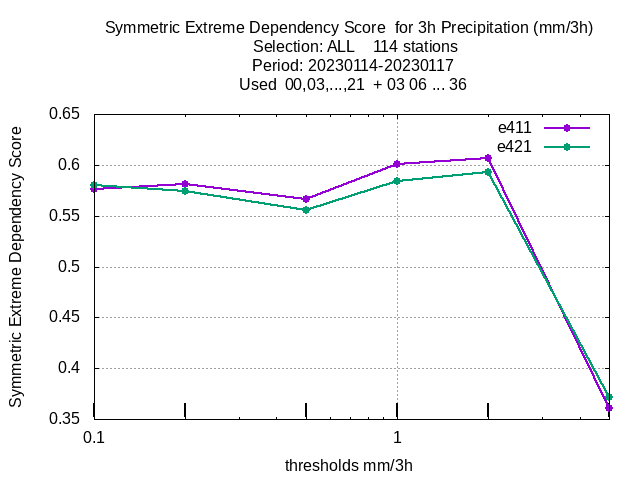 Symmetric Extreme Dependency Score for 3h Precipitation (mm/3h)
Selection: ALL 114 stations
Period: 20230114-20230117
Used 00,03,...,21 + 03 06 ... 36
Symmetric Extreme Dependency Score
0.65
0.6
0.55
0.5
0.45
0.4
0.35
e411
e421
0.1
1
thresholds mm/3h